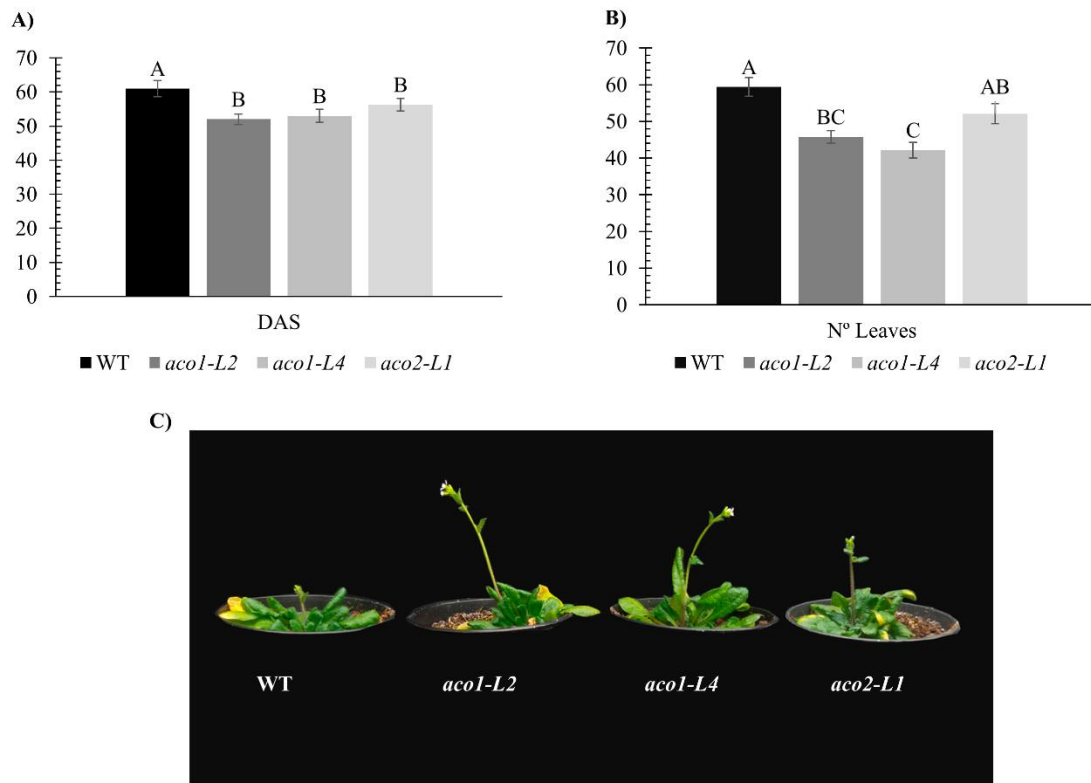 A)
70
60
50
40
30
20
10
0
A
B
B
B
DAS
WT aco1-L2 aco1-L4 aco2-L1
B)
70
60
50
40
30
20
10
0
A
BC
C
AB
Nº Leaves
WT aco1-L2 aco1-L4 aco2-L1
C)
WT aco1-L2 aco1-L4 aco2-L1